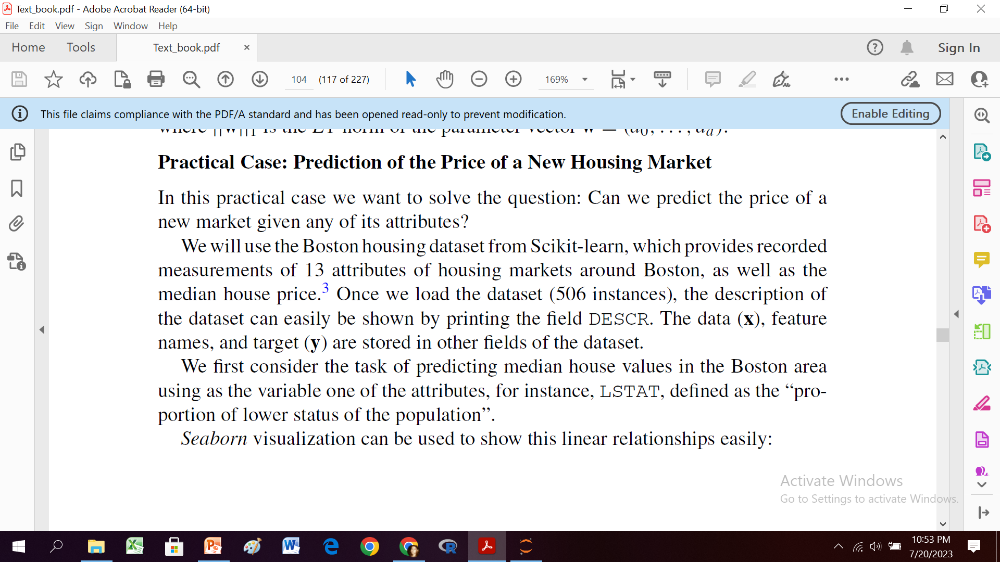 Text_book.pdf - Adobe Acrobat Reader (64-bit)
File Edit View Sign Window Help
Home Tools Text_book.pdf × Sign In
104 (117 of 227) 169%
This file claims compliance with the PDF/A standard and has been opened read-only to prevent modification. Enable Editing
where ||w||1 is the L1 norm of the parameter vector w = (a0, . . . , ad).
Practical Case: Prediction of the Price of a New Housing Market
In this practical case we want to solve the question: Can we predict the price of a
new market given any of its attributes?
We will use the Boston housing dataset from Scikit-learn, which provides recorded
measurements of 13 attributes of housing markets around Boston, as well as the
median house price.3 Once we load the dataset (506 instances), the description of
the dataset can easily be shown by printing the field DESCR. The data (x), feature
names, and target (y) are stored in other fields of the dataset.
We first consider the task of predicting median house values in the Boston area
using as the variable one of the attributes, for instance, LSTAT, defined as the “pro-
portion of lower status of the population”.
Seaborn visualization can be used to show this linear relationships easily:
Activate Windows
Go to Settings to activate Windows.
10:53 PM
7/20/2023